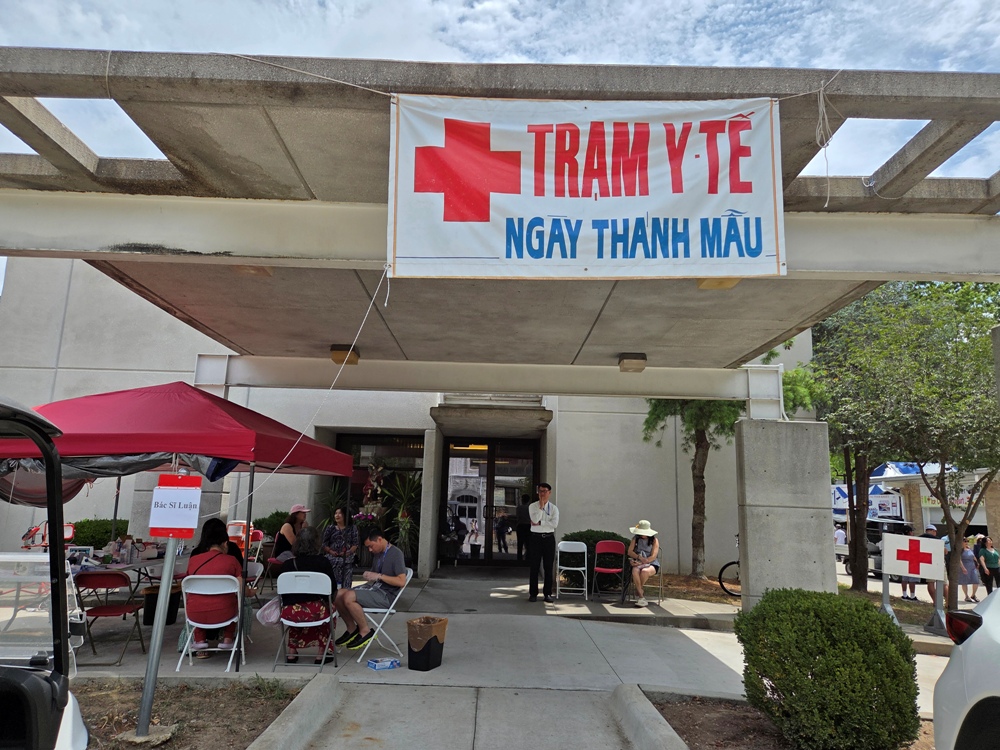 TRẠM Y-TẾ
NGÀY THÁNH MẪU
Bác Sĩ Luận